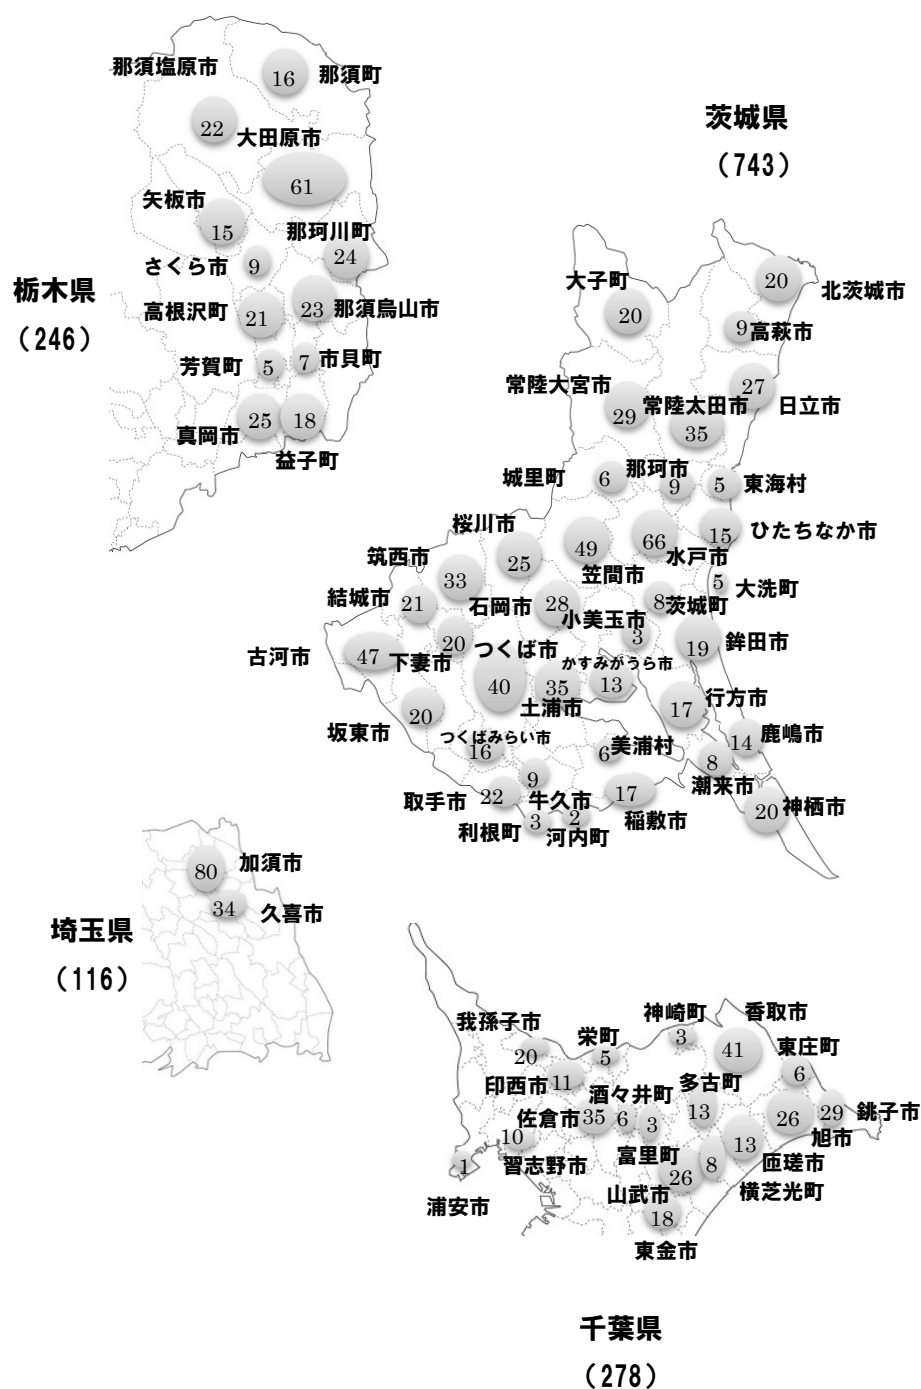 那須塩原市
16
那須町
22
大田原市
61
矢板市
15
那珂川町
24
さくら市
9
栃木県
(246)
高根沢町
21
23
那須烏山市
芳賀町
5
7
市貝町
真岡市
25
18
益子町
茨城県
(743)
大子町
20
20
北茨城市
9
高萩市
常陸大宮市
29
常陸太田市
35
27
日立市
城里町
6
那珂市
9
5
東海村
桜川市
25
49
笠間市
66
水戸市
15
ひたちなか市
筑西市
33
結城市
21
石岡市
28
小美玉市
3
8
茨城町
5
大洗町
古河市
47
下妻市
20
つくば市
40
かすみがうら市
13
35
土浦市
19
鉾田市
坂東市
20
つくばみらい市
16
6
美浦村
17
行方市
14
鹿嶋市
8
潮来市
取手市
22
9
牛久市
17
稲敷市
20
神栖市
利根町
3
2
河内町
80
加須市
34
久喜市
埼玉県
(116)
我孫子市
20
栄町
5
神崎町
3
香取市
41
東庄町
6
印西市
11
酒々井町
6
多古町
13
佐倉市
35
3
富里町
26
旭市
29
銚子市
10
習志野市
1
浦安市
13
匝瑳市
8
横芝光町
26
山武市
18
東金市
千葉県
(278)